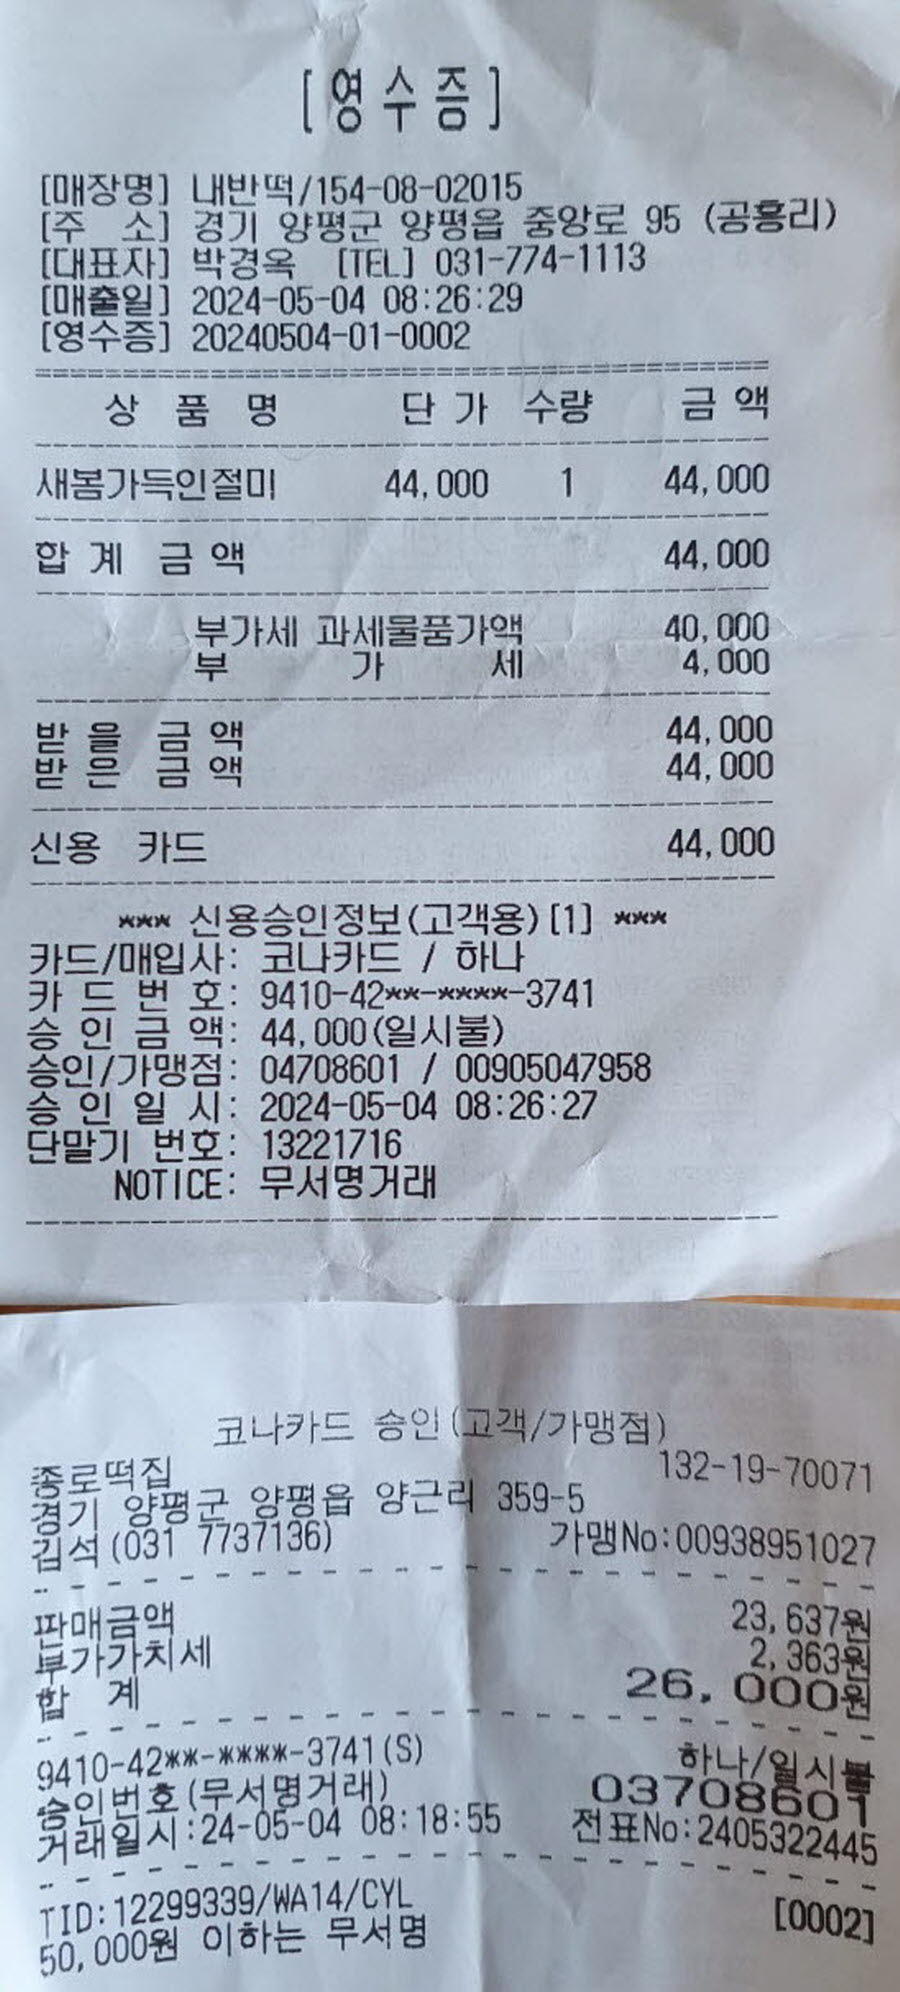 [영수증]
[매장명] 내반떡/154-08-02015
[주 소] 경기 양평군 양평읍 중앙로 95 (공흥리)
[대표자] 박경옥 [TEL] 031-774-1113
[매출일] 2024-05-04 08:26:29
[영수증] 20240504-01-0002
상 품 명 단 가 수량 금 액
새봄가득인절미 44,000 1 44,000
합 계 금 액 44,000
부가세 과세물품가액 40,000
부 가 세 4,000
받 을 금 액 44,000
받 은 금 액 44,000
신용 카드 44,000
*** 신용승인정보(고객용)[1] ***
카드/매입사: 코나카드 / 하나
카 드 번 호: 9410-42**-****-3741
승 인 금 액: 44,000(일시불)
승인/가맹점: 04708601 / 00905047958
승 인 일 시: 2024-05-04 08:26:27
단말기 번호: 13221716
NOTICE: 무서명거래
코나카드 승인(고객/가맹점)
종로떡집 132-19-70071
경기 양평군 양평읍 양근리 359-5
김석(031 7737136) 가맹No:00938951027
판매금액 23,637원
부가가치세 2,363원
합 계 26,000원
9410-42**-****-3741(S) 하나/일시불
승인번호(무서명거래) 03708601
거래일시:24-05-04 08:18:55 전표No:2405322445
TID:12299339/WA14/CYL [0002]
50,000원 이하는 무서명